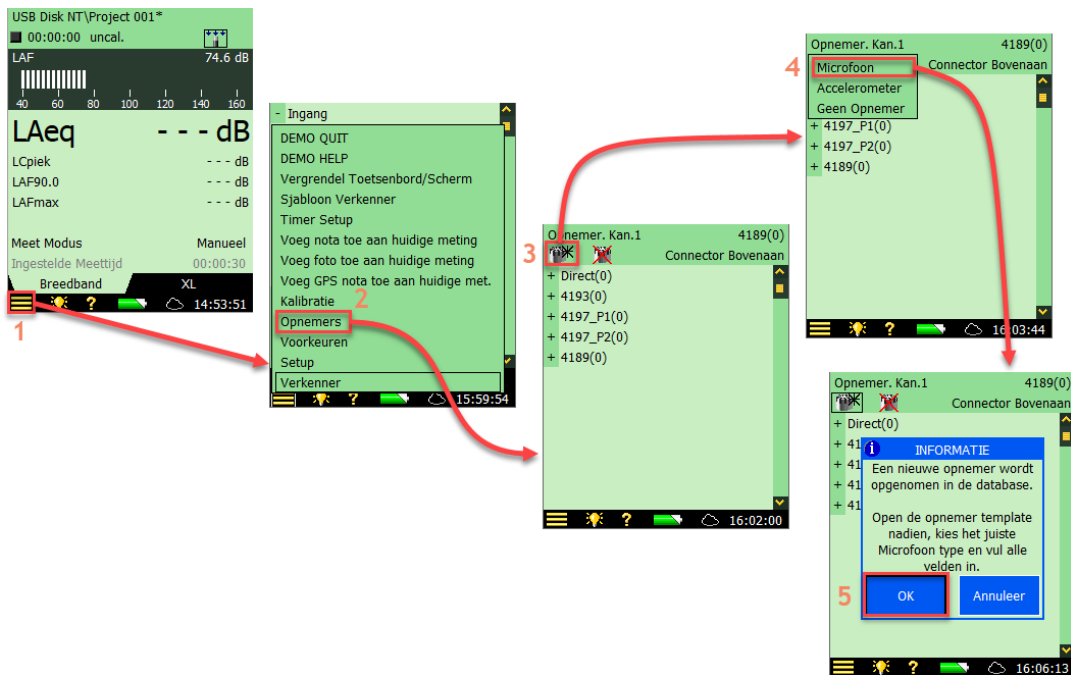 USB Disk NT\Project 001*
00:00:00 uncal.
LAF 74.6 dB
40 60 80 100 120 140 160
LAeq - - - dB
LCpiek - - - dB
LAF90.0 - - - dB
LAFmax - - - dB
Meet Modus Manueel
Ingestelde Meettijd 00:00:30
Breedband XL
? 14:53:51
1
- Ingang
DEMO QUIT
DEMO HELP
Vergrendel Toetsenbord/Scherm
Sjabloon Verkenner
Timer Setup
Voeg nota toe aan huidige meting
Voeg foto toe aan huidige meting
Voeg GPS nota toe aan huidige met.
Kalibratie
2
Opnemers
Voorkeuren
Setup
Verkenner
? 15:59:54
Opnemer. Kan.1 4189(0)
3
Connector Bovenaan
+ Direct(0)
+ 4193(0)
+ 4197_P1(0)
+ 4197_P2(0)
+ 4189(0)
? 16:02:00
Opnemer. Kan.1 4189(0)
4
Microfoon Connector Bovenaan
Accelerometer
Geen Opnemer
+ 4197_P1(0)
+ 4197_P2(0)
+ 4189(0)
? 16:03:44
Opnemer. Kan.1 4189(0)
Connector Bovenaan
+ Direct(0)
+ 41
+ 41
+ 41
+ 41
i INFORMATIE
Een nieuwe opnemer wordt
opgenomen in de database.
Open de opnemer template
nadien, kies het juiste
Microfoon type en vul alle
velden in.
5
OK Annuleer
? 16:06:13